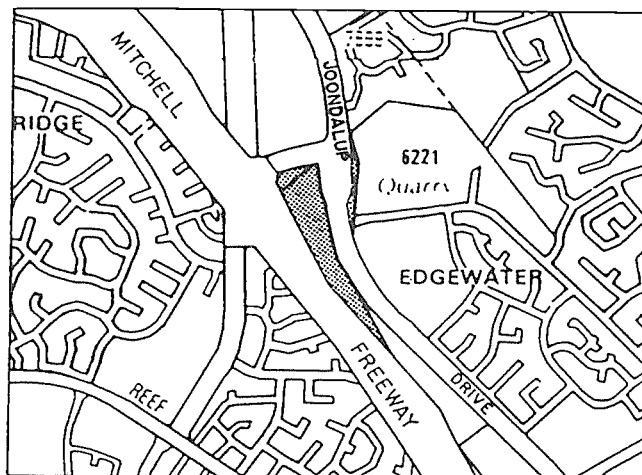 MITCHELL
JOONDALUP
RIDGE
6221
Quarry
EDGEWATER
FREEWAY
DRIVE
REEF